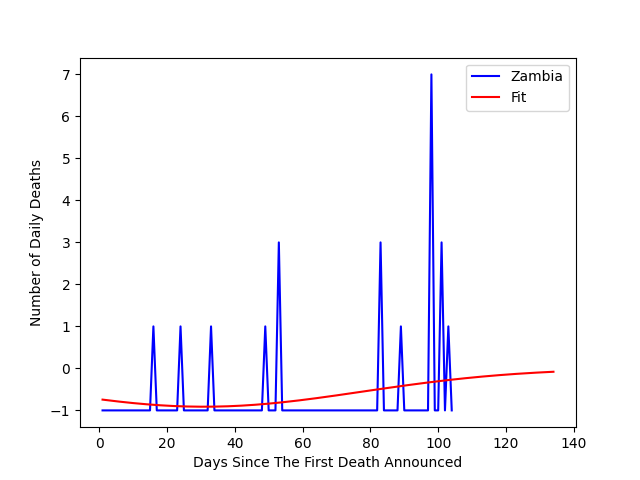 Zambia
Fit
Number of Daily Deaths
7
6
5
4
3
2
1
0
−1
0 20 40 60 80 100 120 140
Days Since The First Death Announced